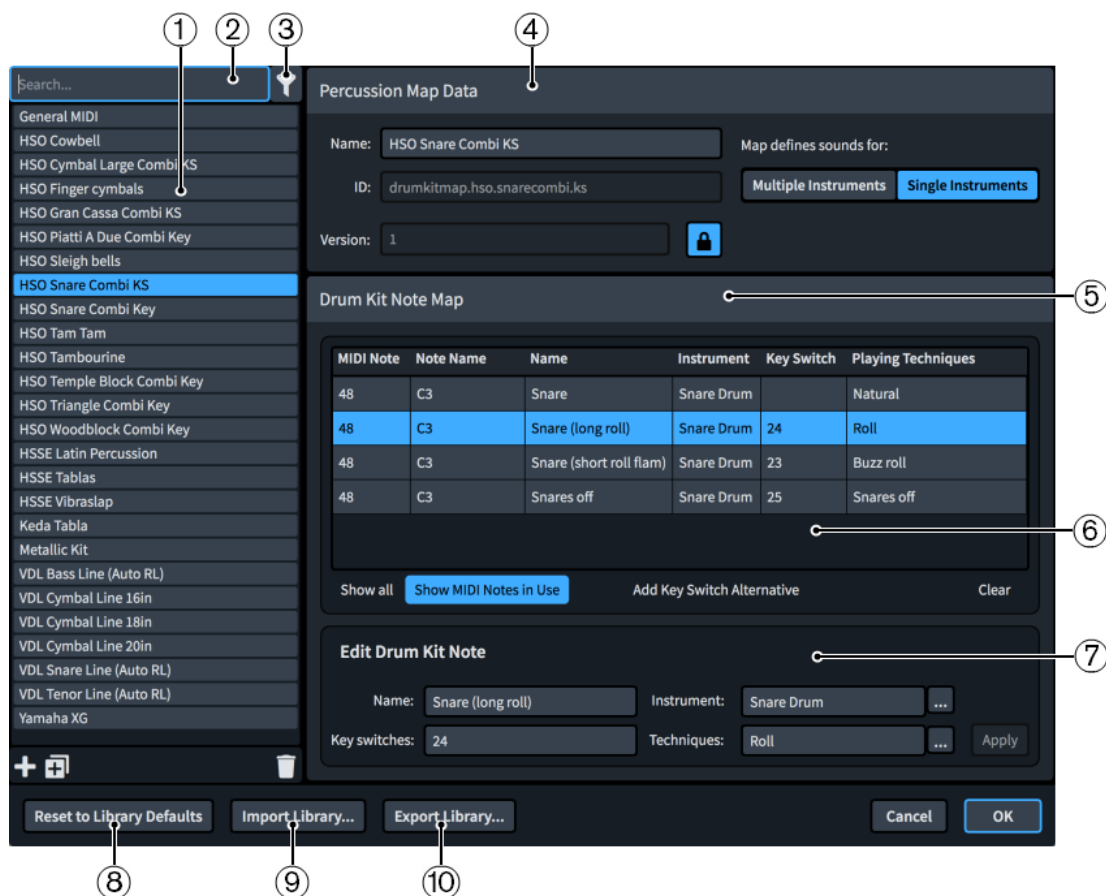 ① ② ③ ④
Search...
General MIDI
HSO Cowbell
HSO Cymbal Large Combi KS
HSO Finger cymbals
HSO Gran Cassa Combi KS
HSO Piatti A Due Combi Key
HSO Sleigh bells
HSO Snare Combi KS
HSO Snare Combi Key
HSO Tam Tam
HSO Tambourine
HSO Temple Block Combi Key
HSO Triangle Combi Key
HSO Woodblock Combi Key
HSSE Latin Percussion
HSSE Tablas
HSSE Vibraslap
Keda Tabla
Metallic Kit
VDL Bass Line (Auto RL)
VDL Cymbal Line 16in
VDL Cymbal Line 18in
VDL Cymbal Line 20in
VDL Snare Line (Auto RL)
VDL Tenor Line (Auto RL)
Yamaha XG
Percussion Map Data
Name: HSO Snare Combi KS
Map defines sounds for:
ID: drumkitmap.hso.snarecombi.ks
Multiple Instruments Single Instruments
Version: 1
Drum Kit Note Map
⑤
MIDI Note Note Name Name Instrument Key Switch Playing Techniques
48 C3 Snare Snare Drum Natural
48 C3 Snare (long roll) Snare Drum 24 Roll
48 C3 Snare (short roll flam) Snare Drum 23 Buzz roll
48 C3 Snares off Snare Drum 25 Snares off
⑥
Show all Show MIDI Notes in Use Add Key Switch Alternative Clear
Edit Drum Kit Note
⑦
Name: Snare (long roll) Instrument: Snare Drum ...
Key switches: 24 Techniques: Roll ... Apply
Reset to Library Defaults Import Library... Export Library... Cancel OK
⑧ ⑨ ⑩